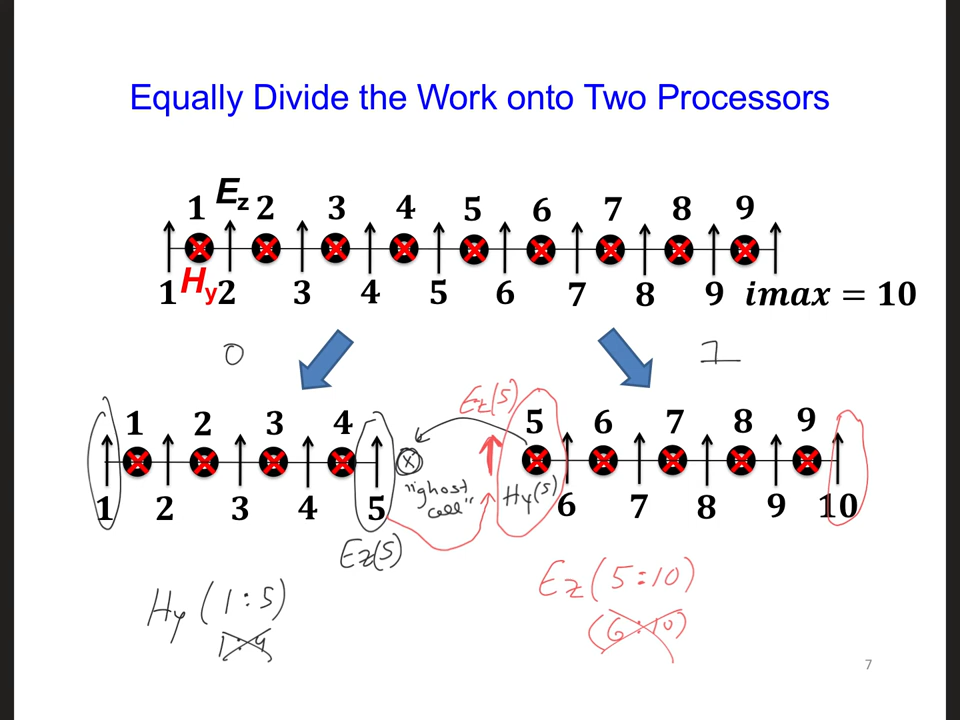 Equally Divide the Work onto Two Processors
1 Ez 2 3 4 5 6 7 8 9
1 Hy 2 3 4 5 6 7 8 9 imax = 10
0 1
Ez(5)
1 2 3 4 5 6 7 8 9
"ghost cell" Hy(5)
1 2 3 4 5 6 7 8 9 10
Ez(5)
Hy(1:5)
1:4
Ez(5:10)
(6:10)
7